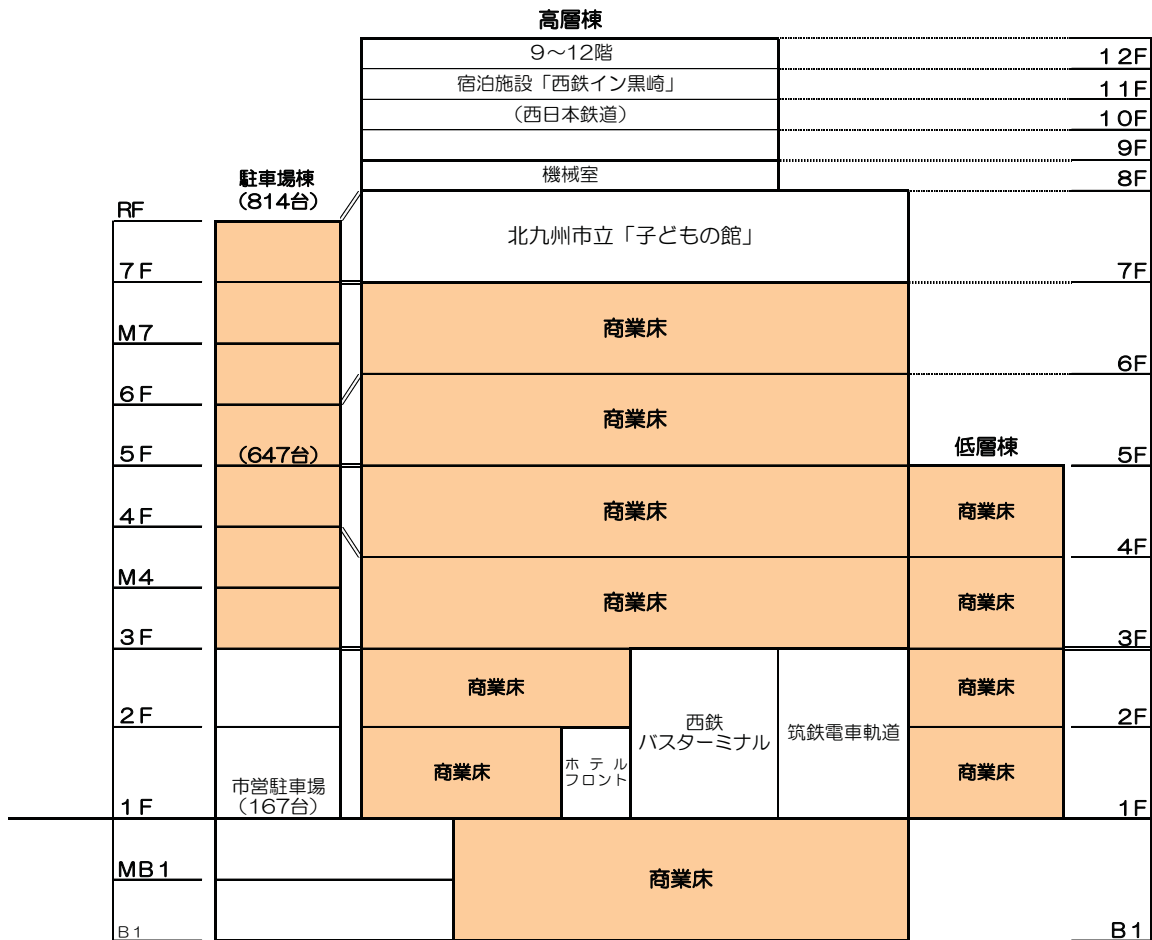 高層棟
9～12階
宿泊施設「西鉄イン黒崎」
（西日本鉄道）
機械室
12F
11F
10F
9F
8F
駐車場棟
（814台）
RF
7F
M7
6F
5F
4F
M4
3F
2F
1F
MB1
B1
（647台）
市営駐車場
（167台）
北九州市立「子どもの館」
商業床
商業床
商業床
商業床
商業床
商業床
ホテル
フロント
西鉄
バスターミナル
筑鉄電車軌道
商業床
低層棟
商業床
商業床
商業床
商業床
7F
6F
5F
4F
3F
2F
1F
B1